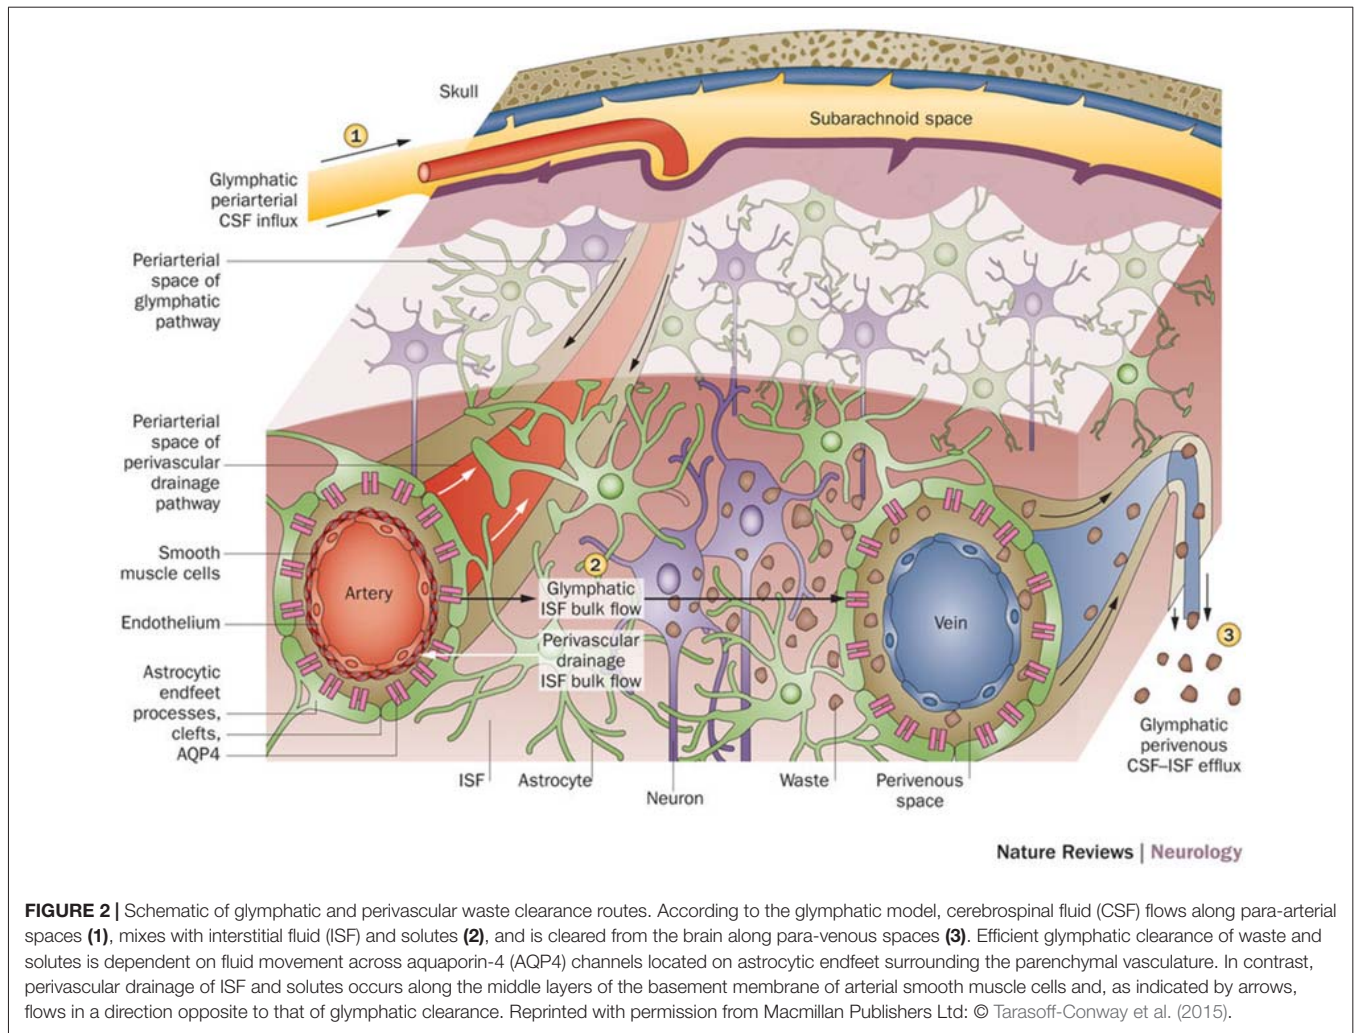 Skull
Subarachnoid space
1
Glymphatic
periarterial
CSF influx
Periarterial
space of
glymphatic
pathway
Periarterial
space of
perivascular
drainage
pathway
Smooth
muscle cells
Endothelium
Astrocytic
endfeet
processes,
clefts,
AQP4
Artery
2
Glymphatic
ISF bulk flow
Perivascular
drainage
ISF bulk flow
Vein
3
Glymphatic
perivenous
CSF–ISF efflux
ISF
Astrocyte
Neuron
Waste
Perivenous
space
Nature Reviews | Neurology
FIGURE 2 | Schematic of glymphatic and perivascular waste clearance routes. According to the glymphatic model, cerebrospinal fluid (CSF) flows along para-arterial
spaces (1), mixes with interstitial fluid (ISF) and solutes (2), and is cleared from the brain along para-venous spaces (3). Efficient glymphatic clearance of waste and
solutes is dependent on fluid movement across aquaporin-4 (AQP4) channels located on astrocytic endfeet surrounding the parenchymal vasculature. In contrast,
perivascular drainage of ISF and solutes occurs along the middle layers of the basement membrane of arterial smooth muscle cells and, as indicated by arrows,
flows in a direction opposite to that of glymphatic clearance. Reprinted with permission from Macmillan Publishers Ltd: © Tarasoff-Conway et al. (2015).